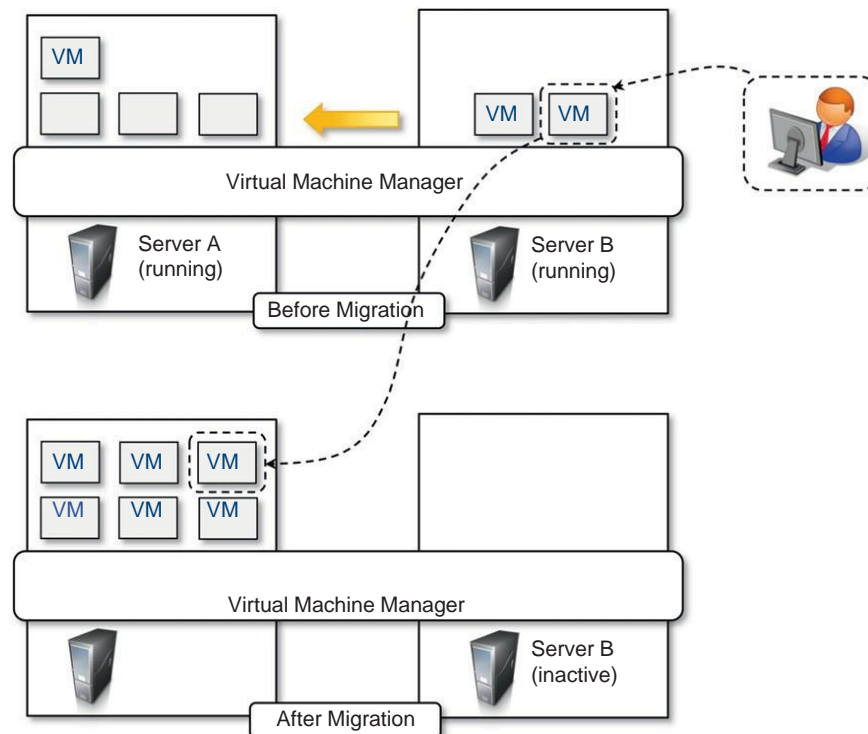 VM
VM VM
Virtual Machine Manager
Server A
(running)
Server B
(running)
Before Migration
VM VM VM
VM VM VM
Virtual Machine Manager
Server B
(inactive)
After Migration